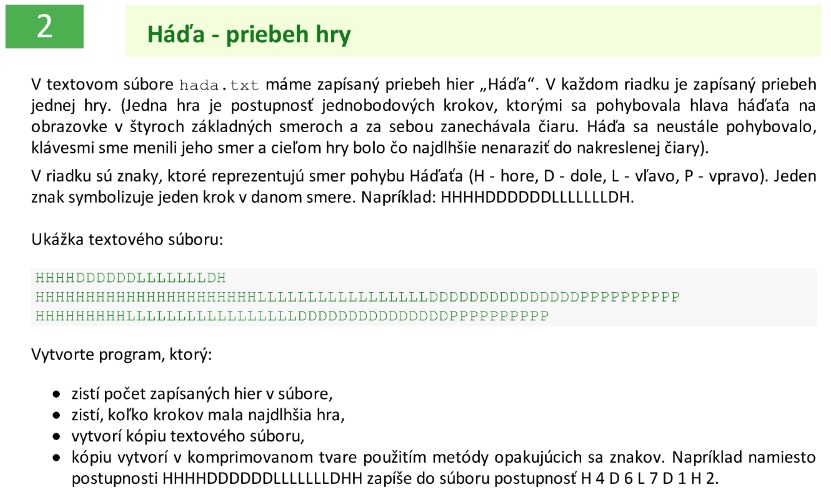 2
Háďa - priebeh hry
V textovom súbore hada.txt máme zapísaný priebeh hier „Háďa“. V každom riadku je zapísaný priebeh
jednej hry. (Jedna hra je postupnosť jednobodových krokov, ktorými sa pohybovala hlava háďaťa na
obrazovke v štyroch základných smeroch a za sebou zanechávala čiaru. Háďa sa neustále pohybovalo,
klávesmi sme menili jeho smer a cieľom hry bolo čo najdlhšie nenaraziť do nakreslenej čiary).
V riadku sú znaky, ktoré reprezentujú smer pohybu Háďaťa (H - hore, D - dole, L - vľavo, P - vpravo). Jeden
znak symbolizuje jeden krok v danom smere. Napríklad: HHHHDDDDDDLLLLLLLDH.
Ukážka textového súboru:
HHHHDDDDDDLLLLLLLDH
HHHHHHHHHHHHHHHHHHHHHHLLLLLLLLLLLLLLLLLDDDDDDDDDDDDDDDPPPPPPPPPP
HHHHHHHHHLLLLLLLLLLLLLLLLLDDDDDDDDDDDDDDDPPPPPPPPPP
Vytvorte program, ktorý:
● zistí počet zapísaných hier v súbore,
● zistí, koľko krokov mala najdlhšia hra,
● vytvorí kópiu textového súboru,
● kópiu vytvorí v komprimovanom tvare použitím metódy opakujúcich sa znakov. Napríklad namiesto
postupnosti HHHHDDDDDDLLLLLLLDHH zapíše do súboru postupnosť H 4 D 6 L 7 D 1 H 2.